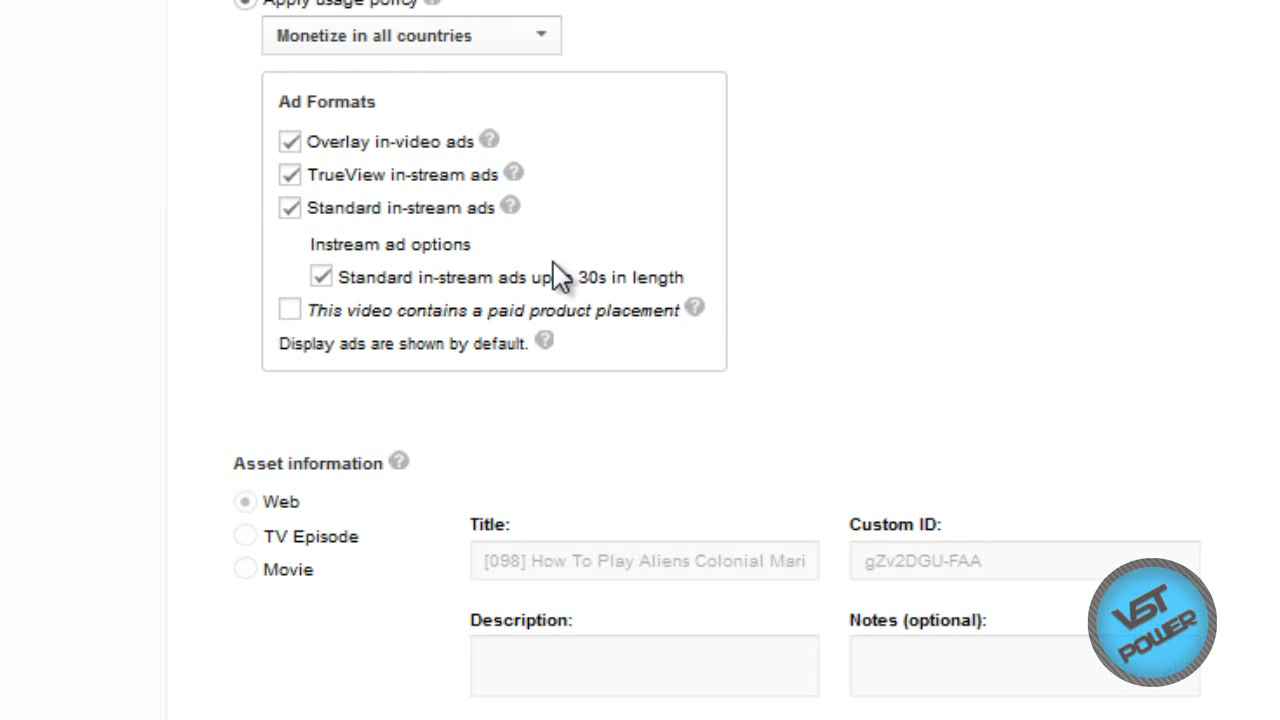 Apply usage policy ?
Monetize in all countries
Ad Formats
Overlay in-video ads ?
TrueView in-stream ads ?
Standard in-stream ads ?
Instream ad options
Standard in-stream ads up 30s in length
This video contains a paid product placement ?
Display ads are shown by default. ?
Asset information ?
Web
TV Episode
Movie
Title:
[098] How To Play Aliens Colonial Mari
Custom ID:
gZv2DGU-FAA
Description:
Notes (optional):
VST
POWER